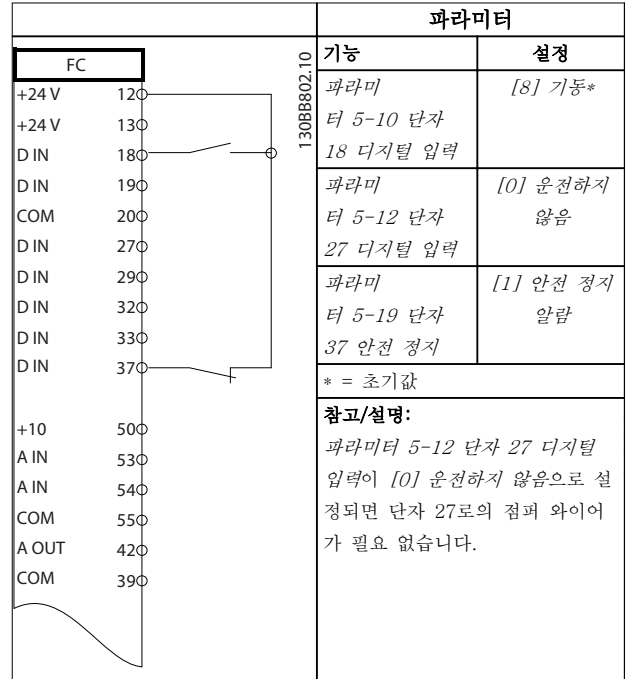 FC
+24 V 12
+24 V 13
D IN 18
D IN 19
COM 20
D IN 27
D IN 29
D IN 32
D IN 33
D IN 37
+10 50
A IN 53
A IN 54
COM 55
A OUT 42
COM 39
130BB802.10
파라미터
기능 설정
파라미 [8] 기동*
터 5-10 단자
18 디지털 입력
파라미 [0] 운전하지
터 5-12 단자 않음
27 디지털 입력
파라미 [1] 안전 정지
터 5-19 단자 알람
37 안전 정지
* = 초기값
참고/설명:
파라미터 5-12 단자 27 디지털
입력이 [0] 운전하지 않음으로 설
정되면 단자 27로의 점퍼 와이어
가 필요 없습니다.